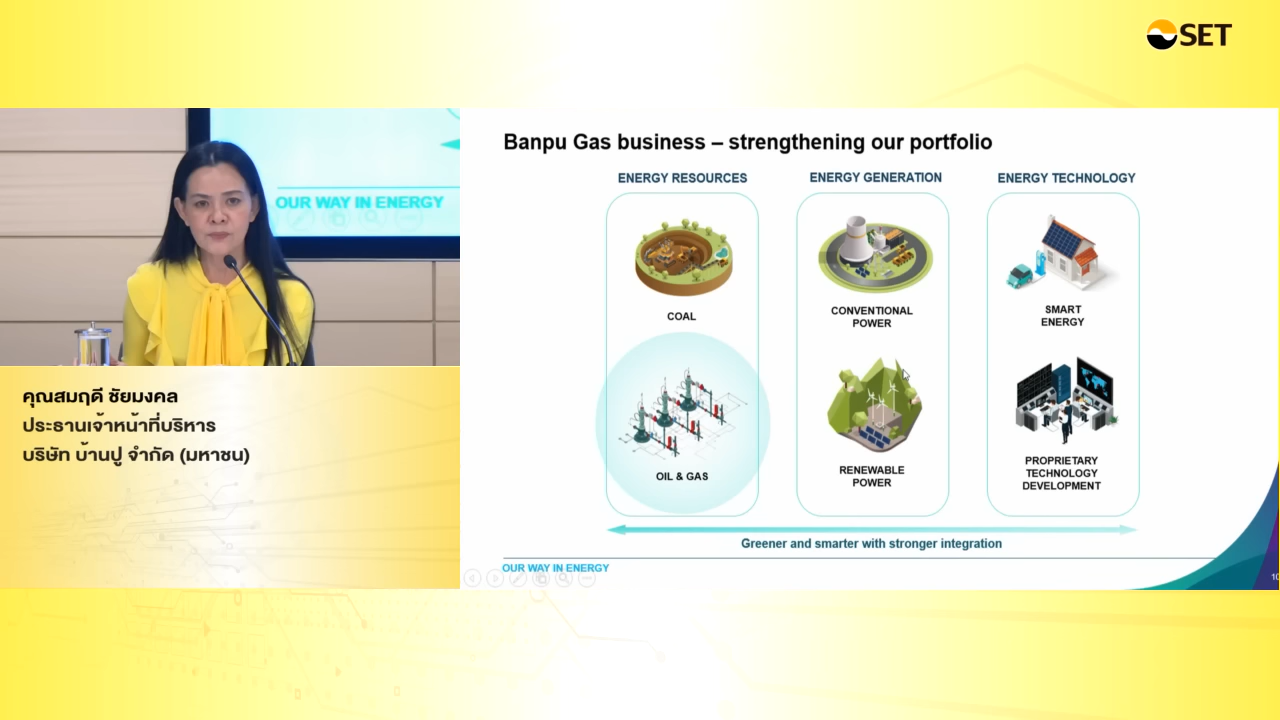 SET
OUR WAY IN ENERGY
คุณสมฤดี ชัยมงคล
ประธานเจ้าหน้าที่บริหาร
บริษัท บ้านปู จำกัด (มหาชน)
Banpu Gas business – strengthening our portfolio
ENERGY RESOURCES
ENERGY GENERATION
ENERGY TECHNOLOGY
COAL
CONVENTIONAL
POWER
SMART
ENERGY
OIL & GAS
RENEWABLE
POWER
PROPRIETARY
TECHNOLOGY
DEVELOPMENT
Greener and smarter with stronger integration
OUR WAY IN ENERGY